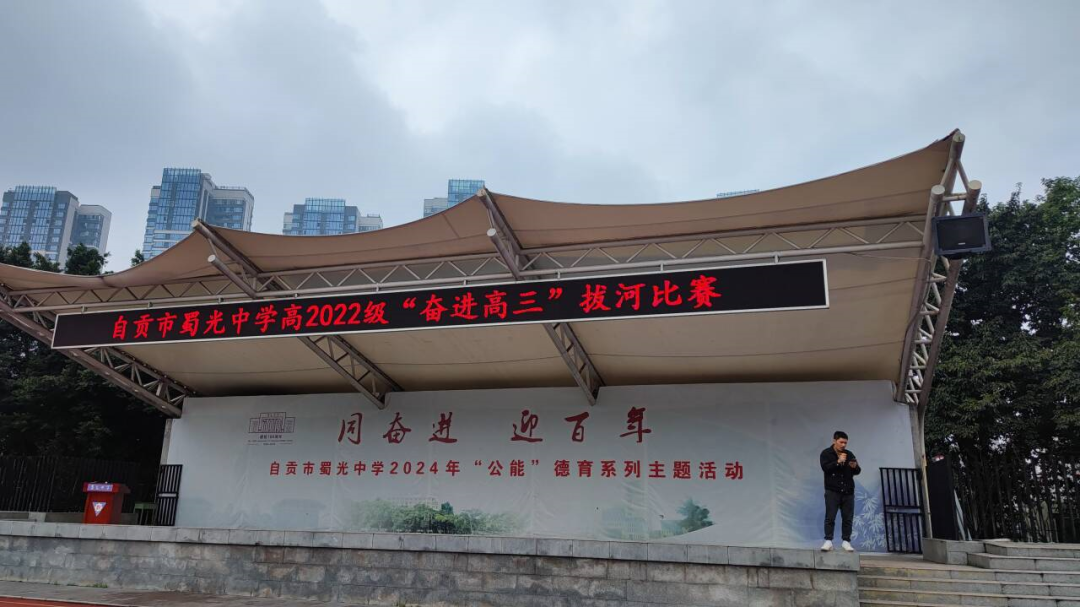 自贡市蜀光中学高2022级“奋进高三”拔河比赛
同奋进 迎百年
自贡市蜀光中学2024年“公能”德育系列主题活动